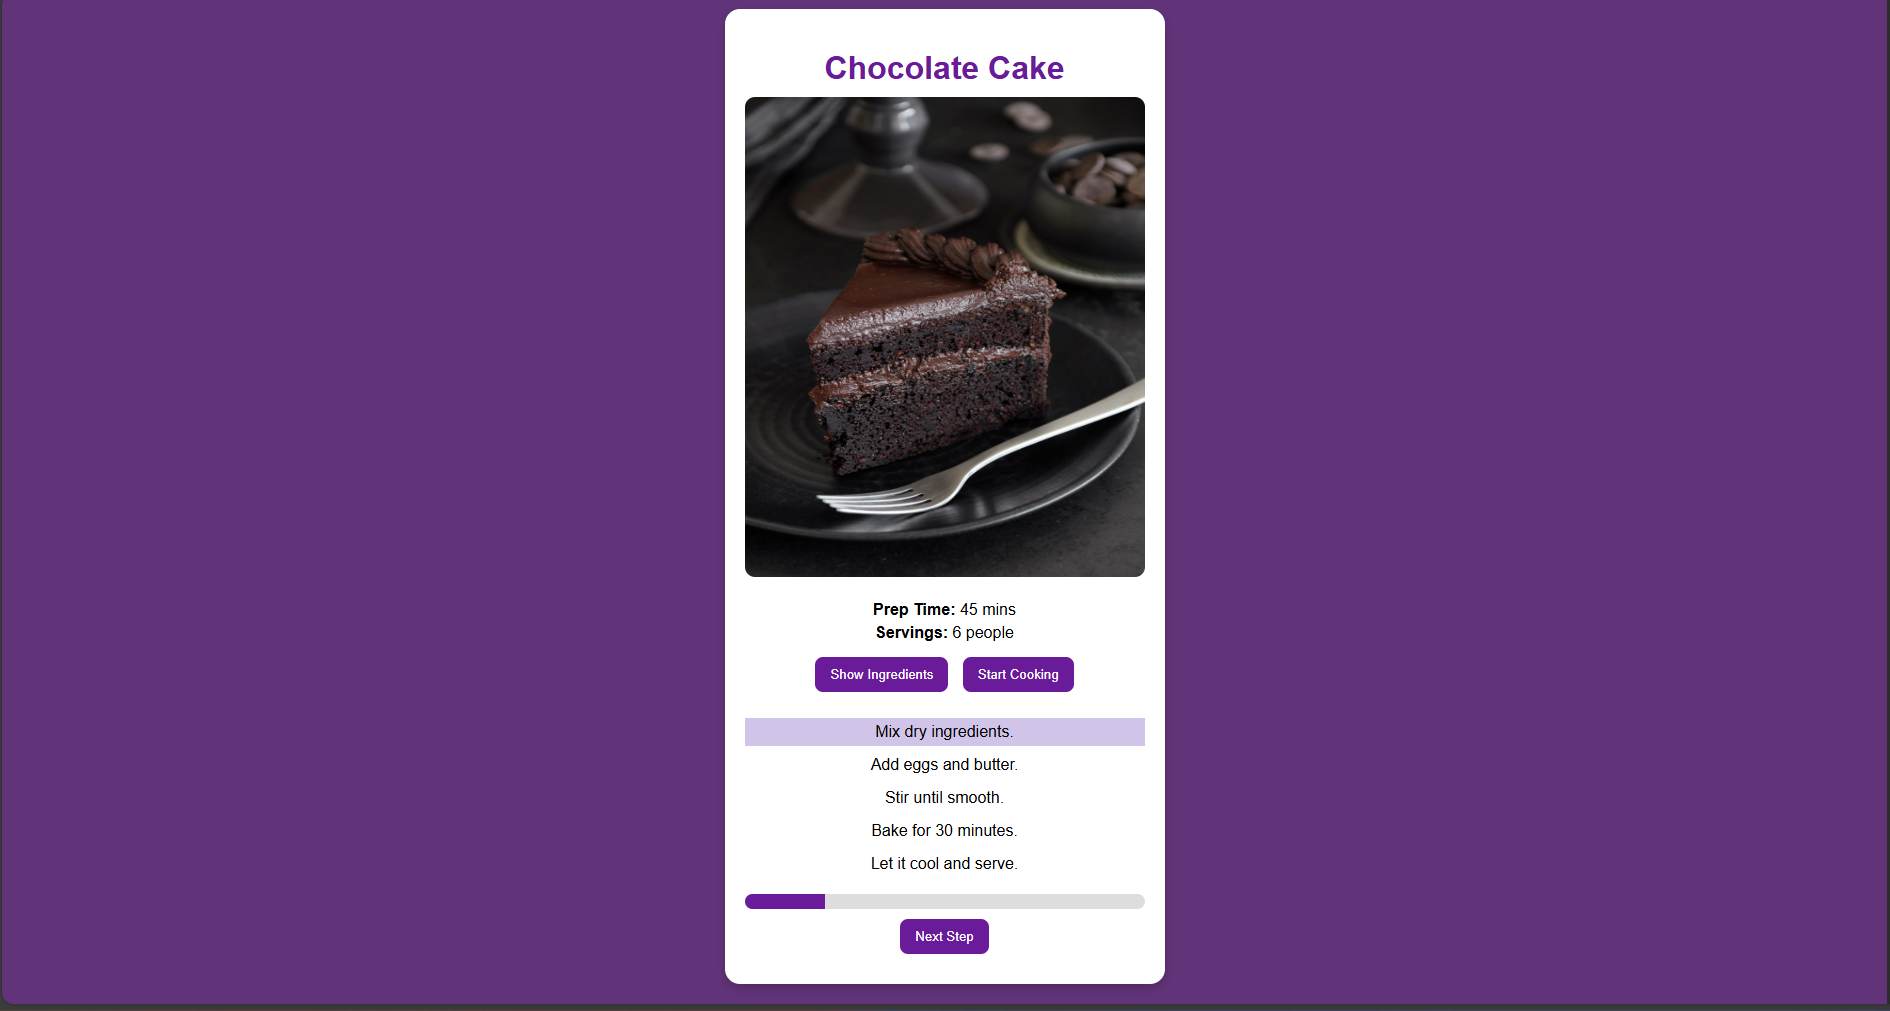 Chocolate Cake
Prep Time: 45 mins
Servings: 6 people
Show Ingredients
Start Cooking
Mix dry ingredients.
Add eggs and butter.
Stir until smooth.
Bake for 30 minutes.
Let it cool and serve.
Next Step